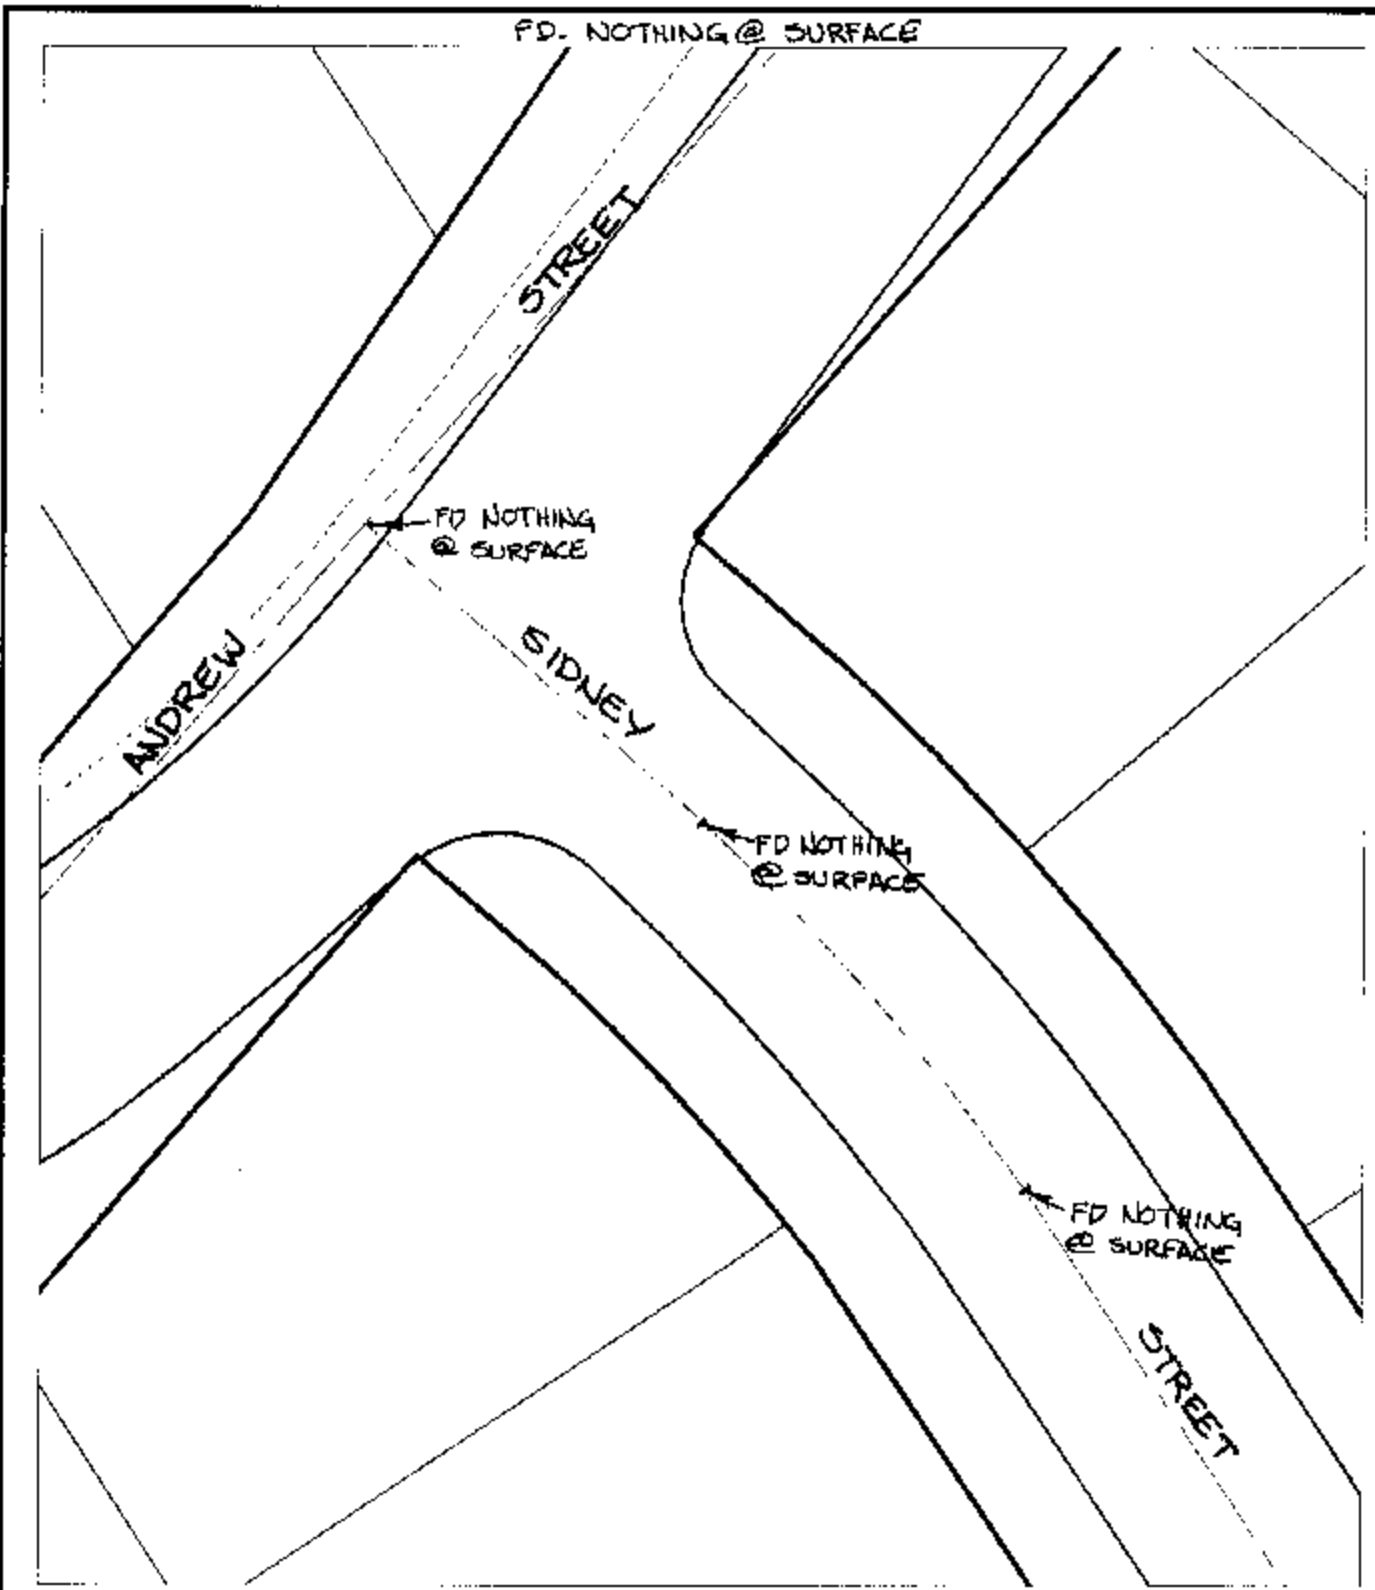 FD. NOTHING @ SURFACE
STREET
FD NOTHING
@ SURFACE
ANDREW
SIDNEY
FD NOTHING
@ SURFACE
FD NOTHING
@ SURFACE
STREET